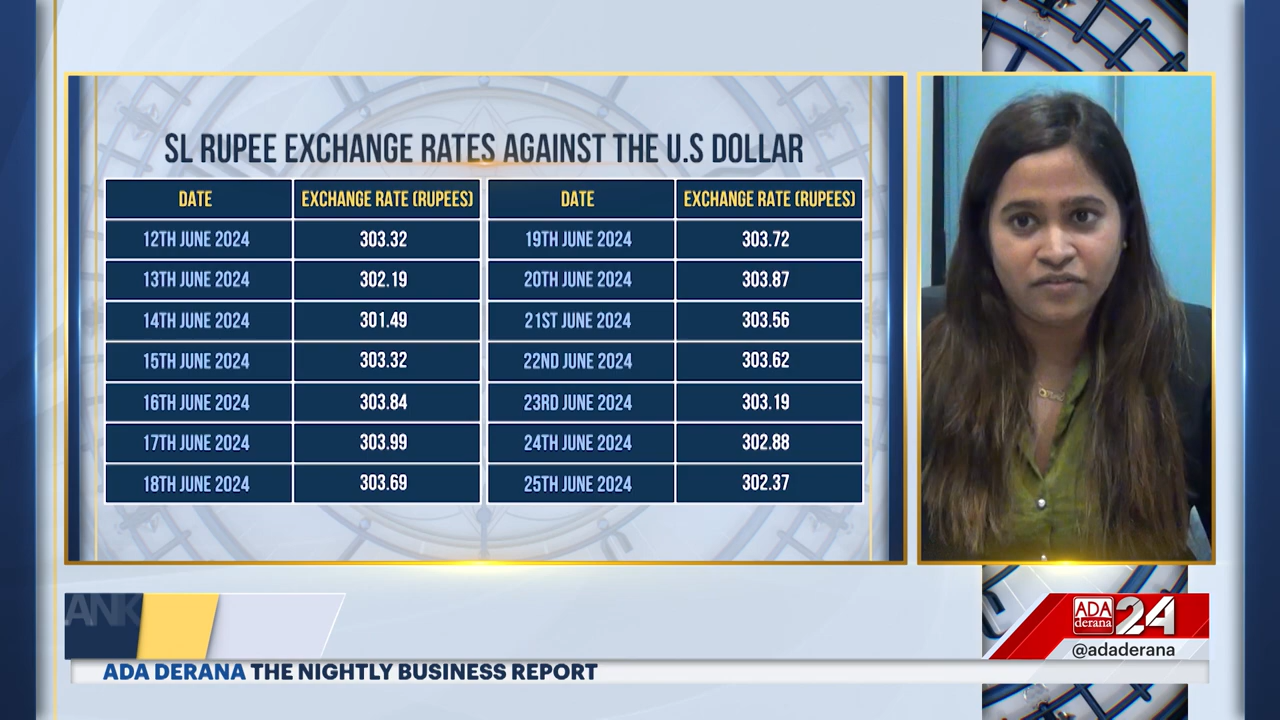 SL RUPEE EXCHANGE RATES AGAINST THE U.S DOLLAR
DATE EXCHANGE RATE (RUPEES) DATE EXCHANGE RATE (RUPEES)
12TH JUNE 2024 303.32 19TH JUNE 2024 303.72
13TH JUNE 2024 302.19 20TH JUNE 2024 303.87
14TH JUNE 2024 301.49 21ST JUNE 2024 303.56
15TH JUNE 2024 303.32 22ND JUNE 2024 303.62
16TH JUNE 2024 303.84 23RD JUNE 2024 303.19
17TH JUNE 2024 303.99 24TH JUNE 2024 302.88
18TH JUNE 2024 303.69 25TH JUNE 2024 302.37
ANK
ADA derana 24
@adaderana
ADA DERANA THE NIGHTLY BUSINESS REPORT